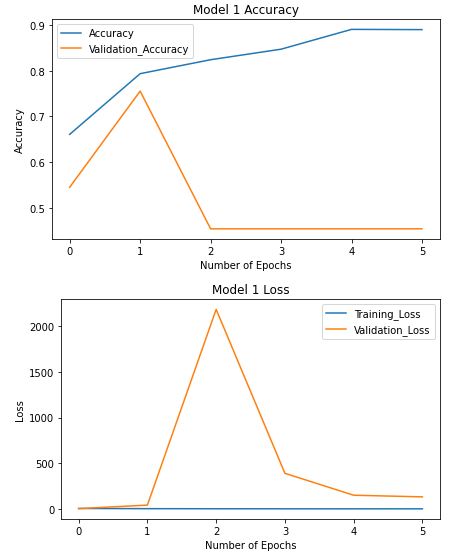 Model 1 Accuracy
Accuracy
Validation_Accuracy
0.9
0.8
0.7
0.6
0.5
Accuracy
0 1 2 3 4 5
Number of Epochs
Model 1 Loss
Training_Loss
Validation_Loss
2000
1500
1000
500
0
Loss
0 1 2 3 4 5
Number of Epochs